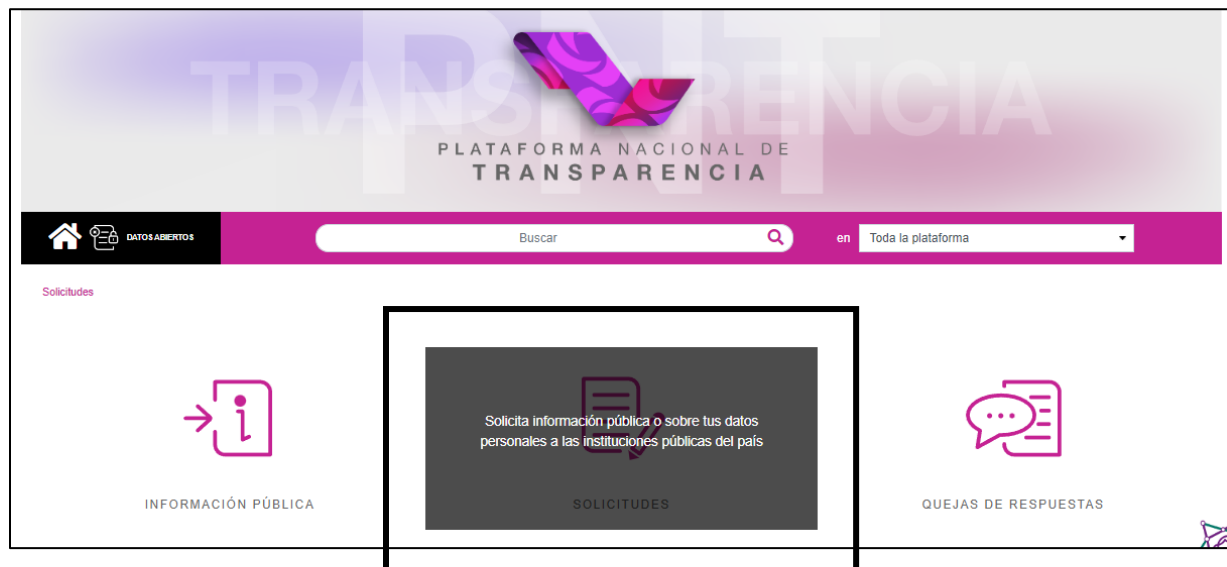 PNT
TRANSPARENCIA
PLATAFORMA NACIONAL DE
TRANSPARENCIA
DATOS ABIERTOS
Buscar
en
Toda la plataforma
Solicitudes
Solicita información pública o sobre tus datos
personales a las instituciones públicas del país
INFORMACIÓN PÚBLICA
SOLICITUDES
QUEJAS DE RESPUESTAS